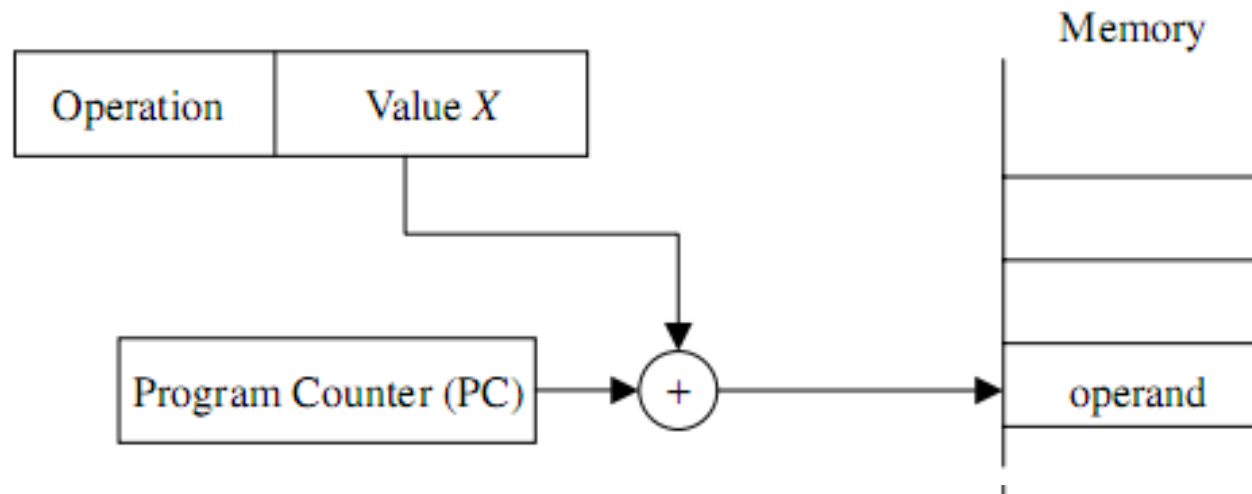 Memory
Operation
Value X
Program Counter (PC)
+
operand